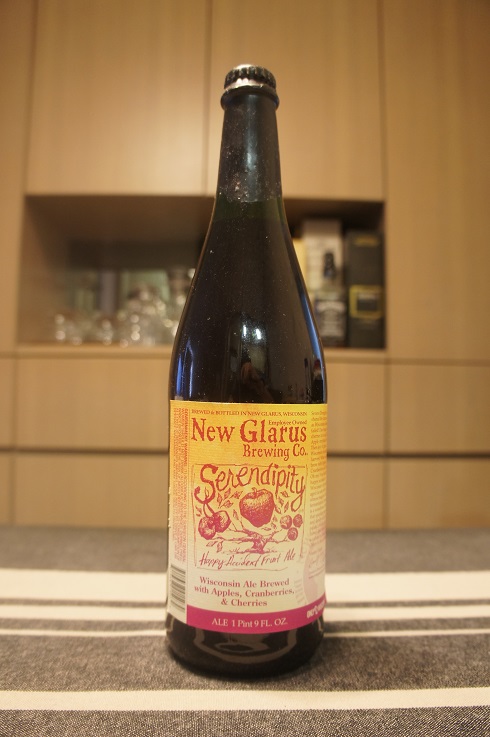 BREWED & BOTTLED IN NEW GLARUS, WISCONSIN
Employee Owned
New Glarus
Brewing Co.
Serendipity
Happy Accident Fruit Ale
Wisconsin Ale Brewed
with Apples, Cranberries,
& Cherries
ALE 1 Pint 9 FL. OZ.